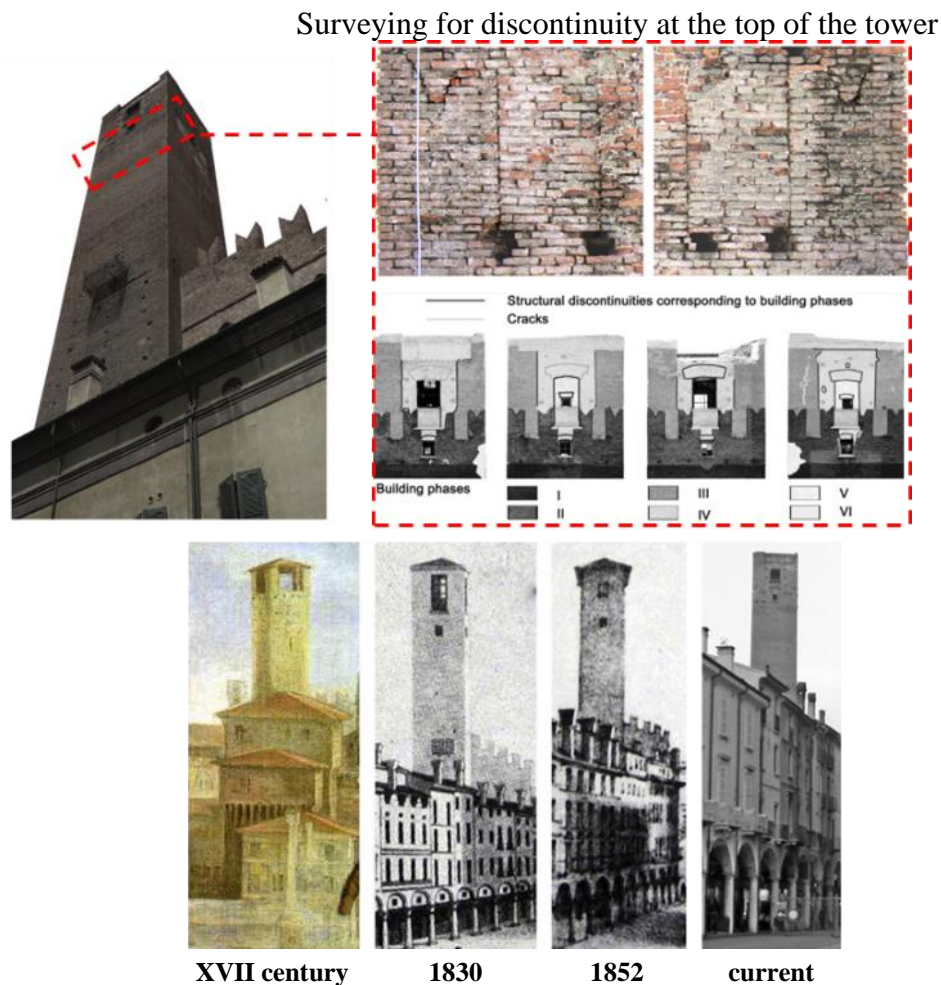 Surveying for discontinuity at the top of the tower
Structural discontinuities corresponding to building phases
Cracks
Building phases
I
II
III
IV
V
VI
XVII century
1830
1852
current